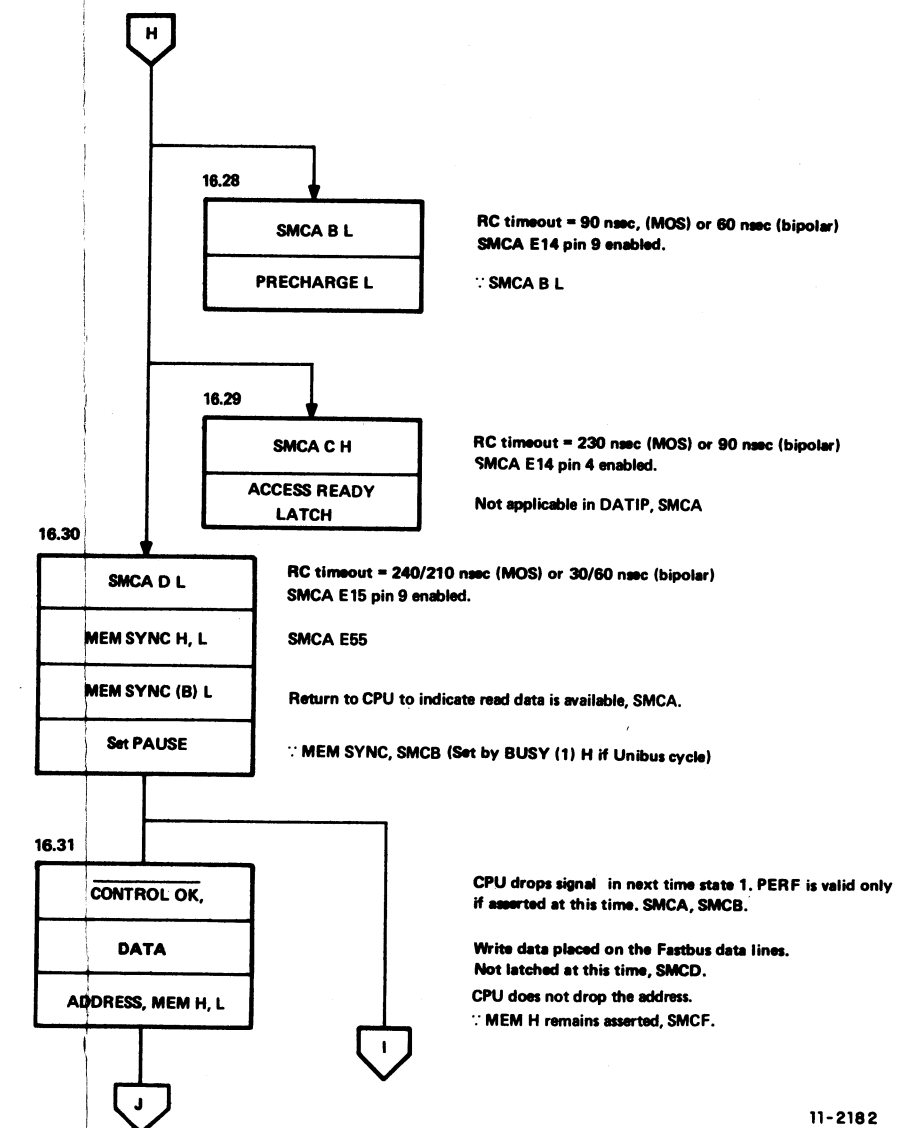 H
16.28
SMCA B L
RC timeout = 90 nsec, (MOS) or 60 nsec (bipolar)
SMCA E14 pin 9 enabled.
PRECHARGE L
∵ SMCA B L
16.29
SMCA C H
RC timeout = 230 nsec (MOS) or 90 nsec (bipolar)
SMCA E14 pin 4 enabled.
ACCESS READY
LATCH
Not applicable in DATIP, SMCA
16.30
SMCA D L
RC timeout = 240/210 nsec (MOS) or 30/60 nsec (bipolar)
SMCA E15 pin 9 enabled.
MEM SYNC H, L
SMCA E55
MEM SYNC (B) L
Return to CPU to indicate read data is available, SMCA.
Set PAUSE
∵ MEM SYNC, SMCB (Set by BUSY (1) H if Unibus cycle)
16.31
CONTROL OK,
CPU drops signal in next time state 1. PERF is valid only
if asserted at this time. SMCA, SMCB.
DATA
Write data placed on the Fastbus data lines.
Not latched at this time, SMCD.
ADDRESS, MEM H, L
CPU does not drop the address.
∵ MEM H remains asserted, SMCF.
I
J
11-2182